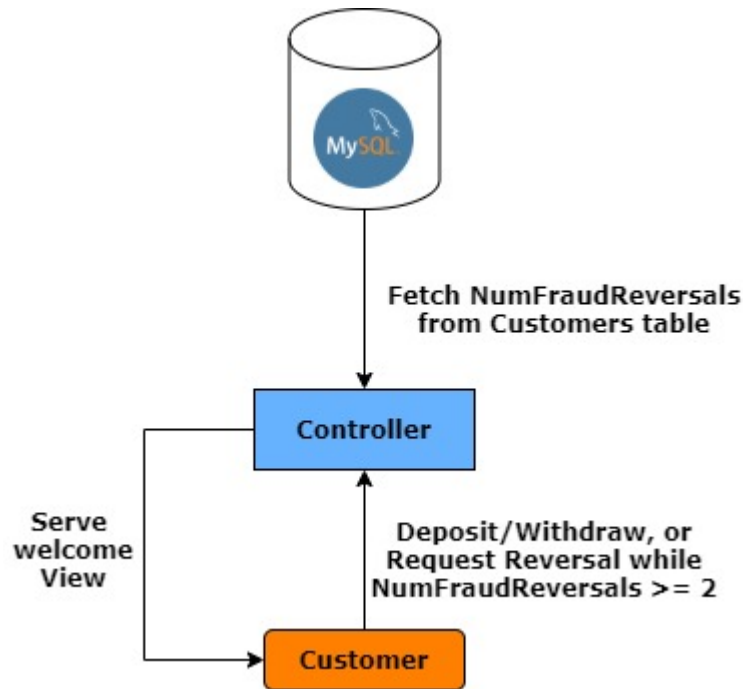 MySQL
Fetch NumFraudReversals
from Customers table
Controller
Serve
welcome
View
Deposit/Withdraw, or
Request Reversal while
NumFraudReversals >= 2
Customer